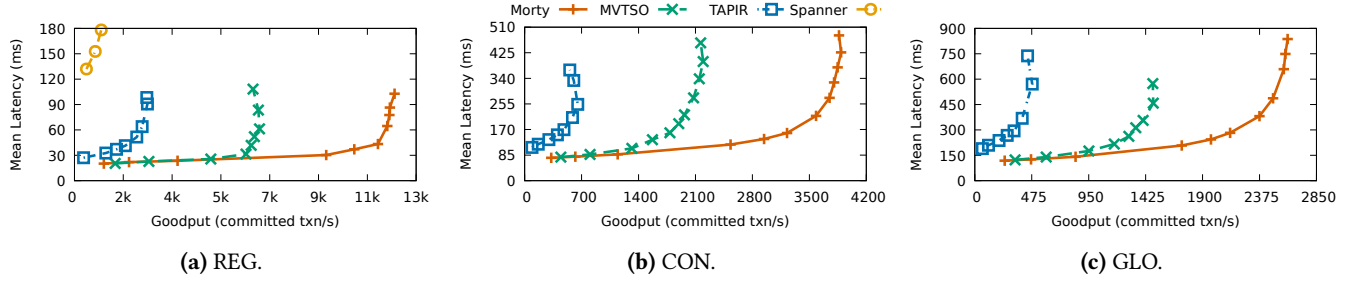 Morty MVTSO TAPIR Spanner
Mean Latency (ms)
180
150
120
90
60
30
0
0 2k 4k 6k 7k 9k 11k 13k
Goodput (committed txn/s)
(a) REG.
Mean Latency (ms)
510
425
340
255
170
85
0
0 700 1400 2100 2800 3500 4200
Goodput (committed txn/s)
(b) CON.
Mean Latency (ms)
900
750
600
450
300
150
0
0 475 950 1425 1900 2375 2850
Goodput (committed txn/s)
(c) GLO.